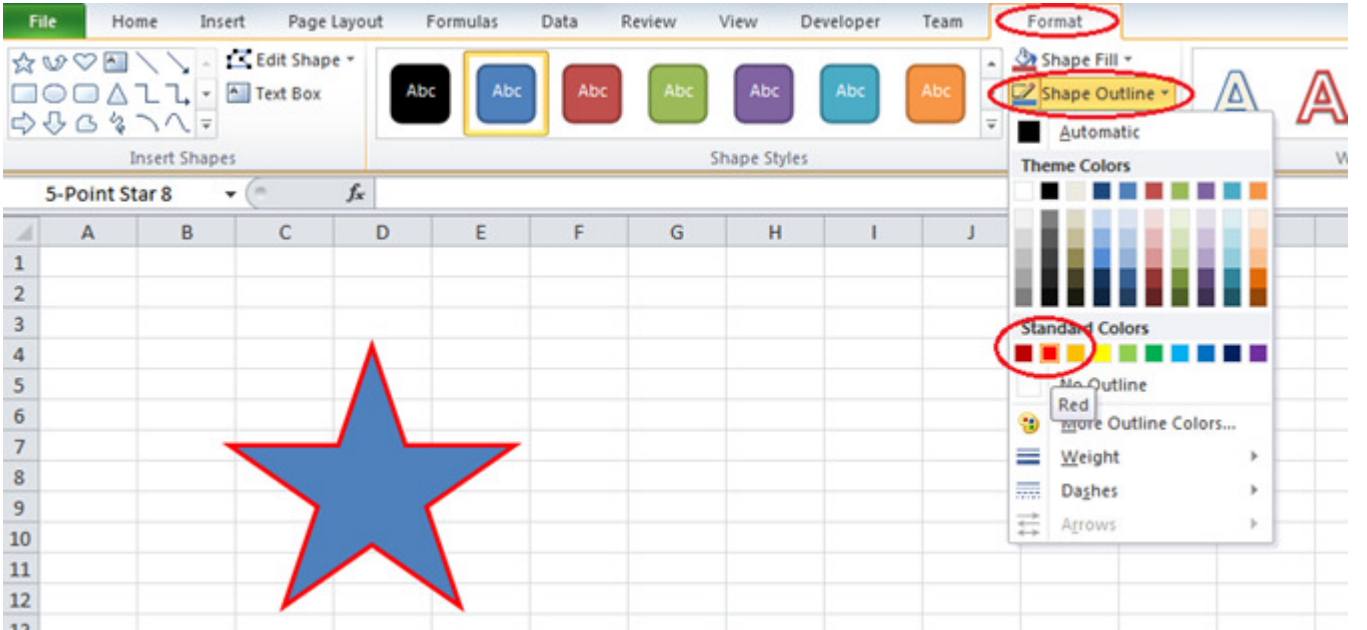 File Home Insert Page Layout Formulas Data Review View Developer Team Format
Edit Shape
Text Box
Insert Shapes
Abc Abc Abc Abc Abc Abc Abc
Shape Styles
Shape Fill
Shape Outline
A A
W
Automatic
Theme Colors
Standard Colors
No Outline
Red
More Outline Colors...
Weight
Dashes
Arrows
5-Point Star 8 fx
A B C D E F G H I J
1
2
3
4
5
6
7
8
9
10
11
12
13